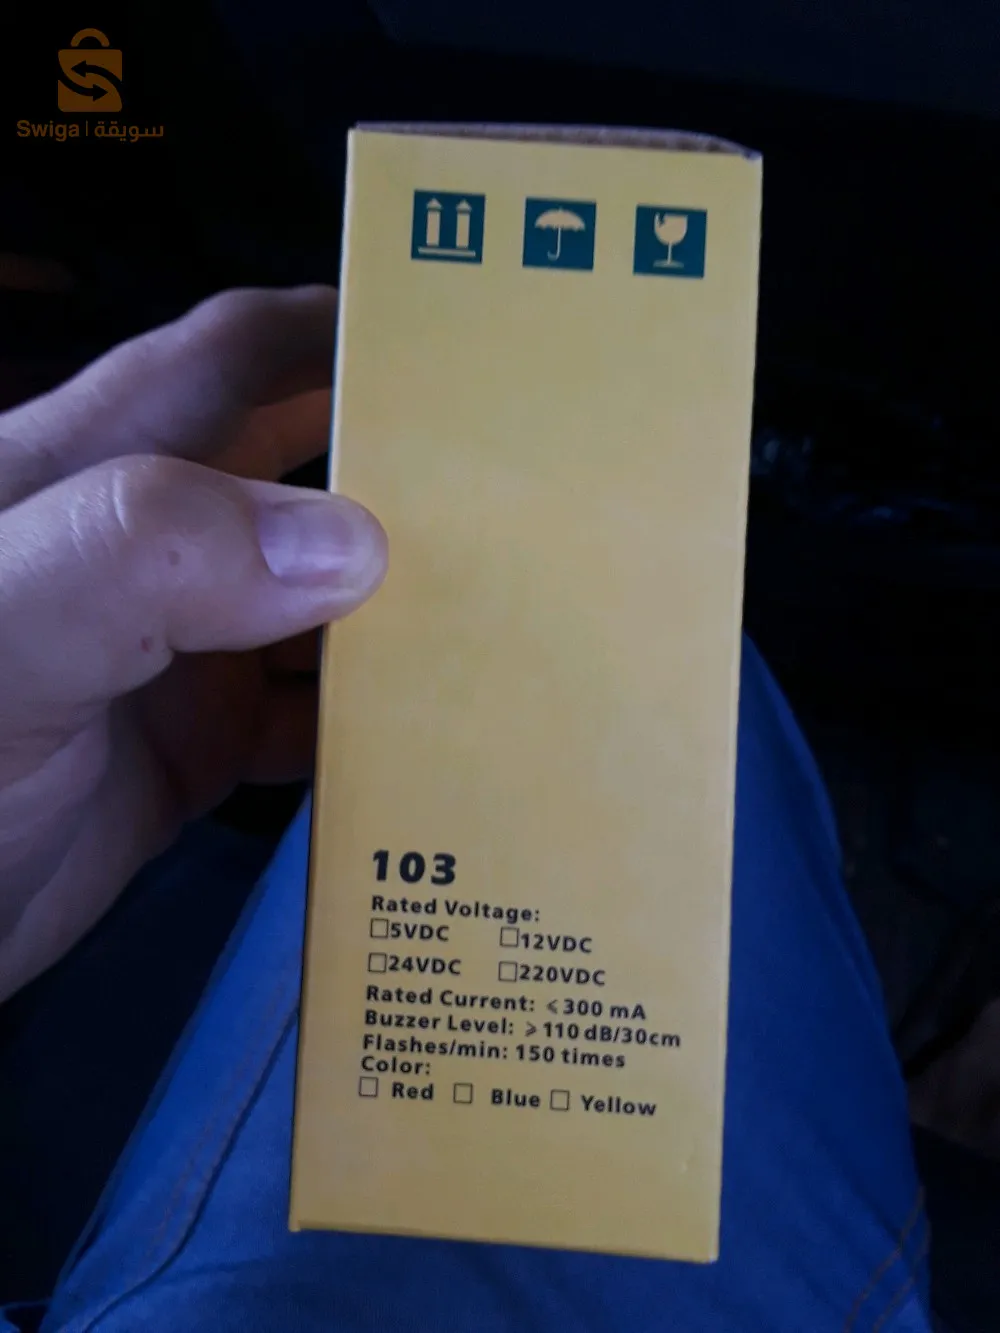 Swiga | سويقة
103
Rated Voltage:
☐5VDC ☐12VDC
☐24VDC ☐220VDC
Rated Current: ⩽300 mA
Buzzer Level: ⩾110 dB/30cm
Flashes/min: 150 times
Color:
☐ Red ☐ Blue ☐ Yellow